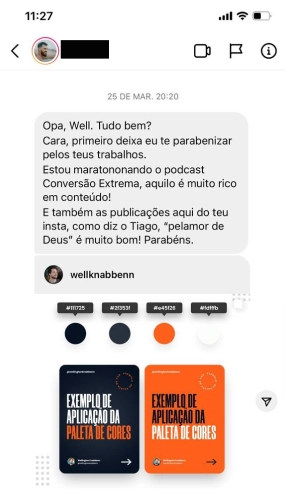 11:27
25 DE MAR. 20:20
Opa, Well. Tudo bem?
Cara, primeiro deixa eu te parabenizar
pelos teus trabalhos.
Estou maratononando o podcast
Conversão Extrema, aquilo é muito rico
em conteúdo!
E também as publicações aqui do teu
insta, como diz o Tiago, “pelamor de
Deus” é muito bom! Parabéns.
wellknabbenn
#111725 #2f353f #e45f25 #fdfffb
EXEMPLO DE
APLICAÇÃO DA
PALETA DE CORES
EXEMPLO DE
APLICAÇÃO DA
PALETA DE CORES